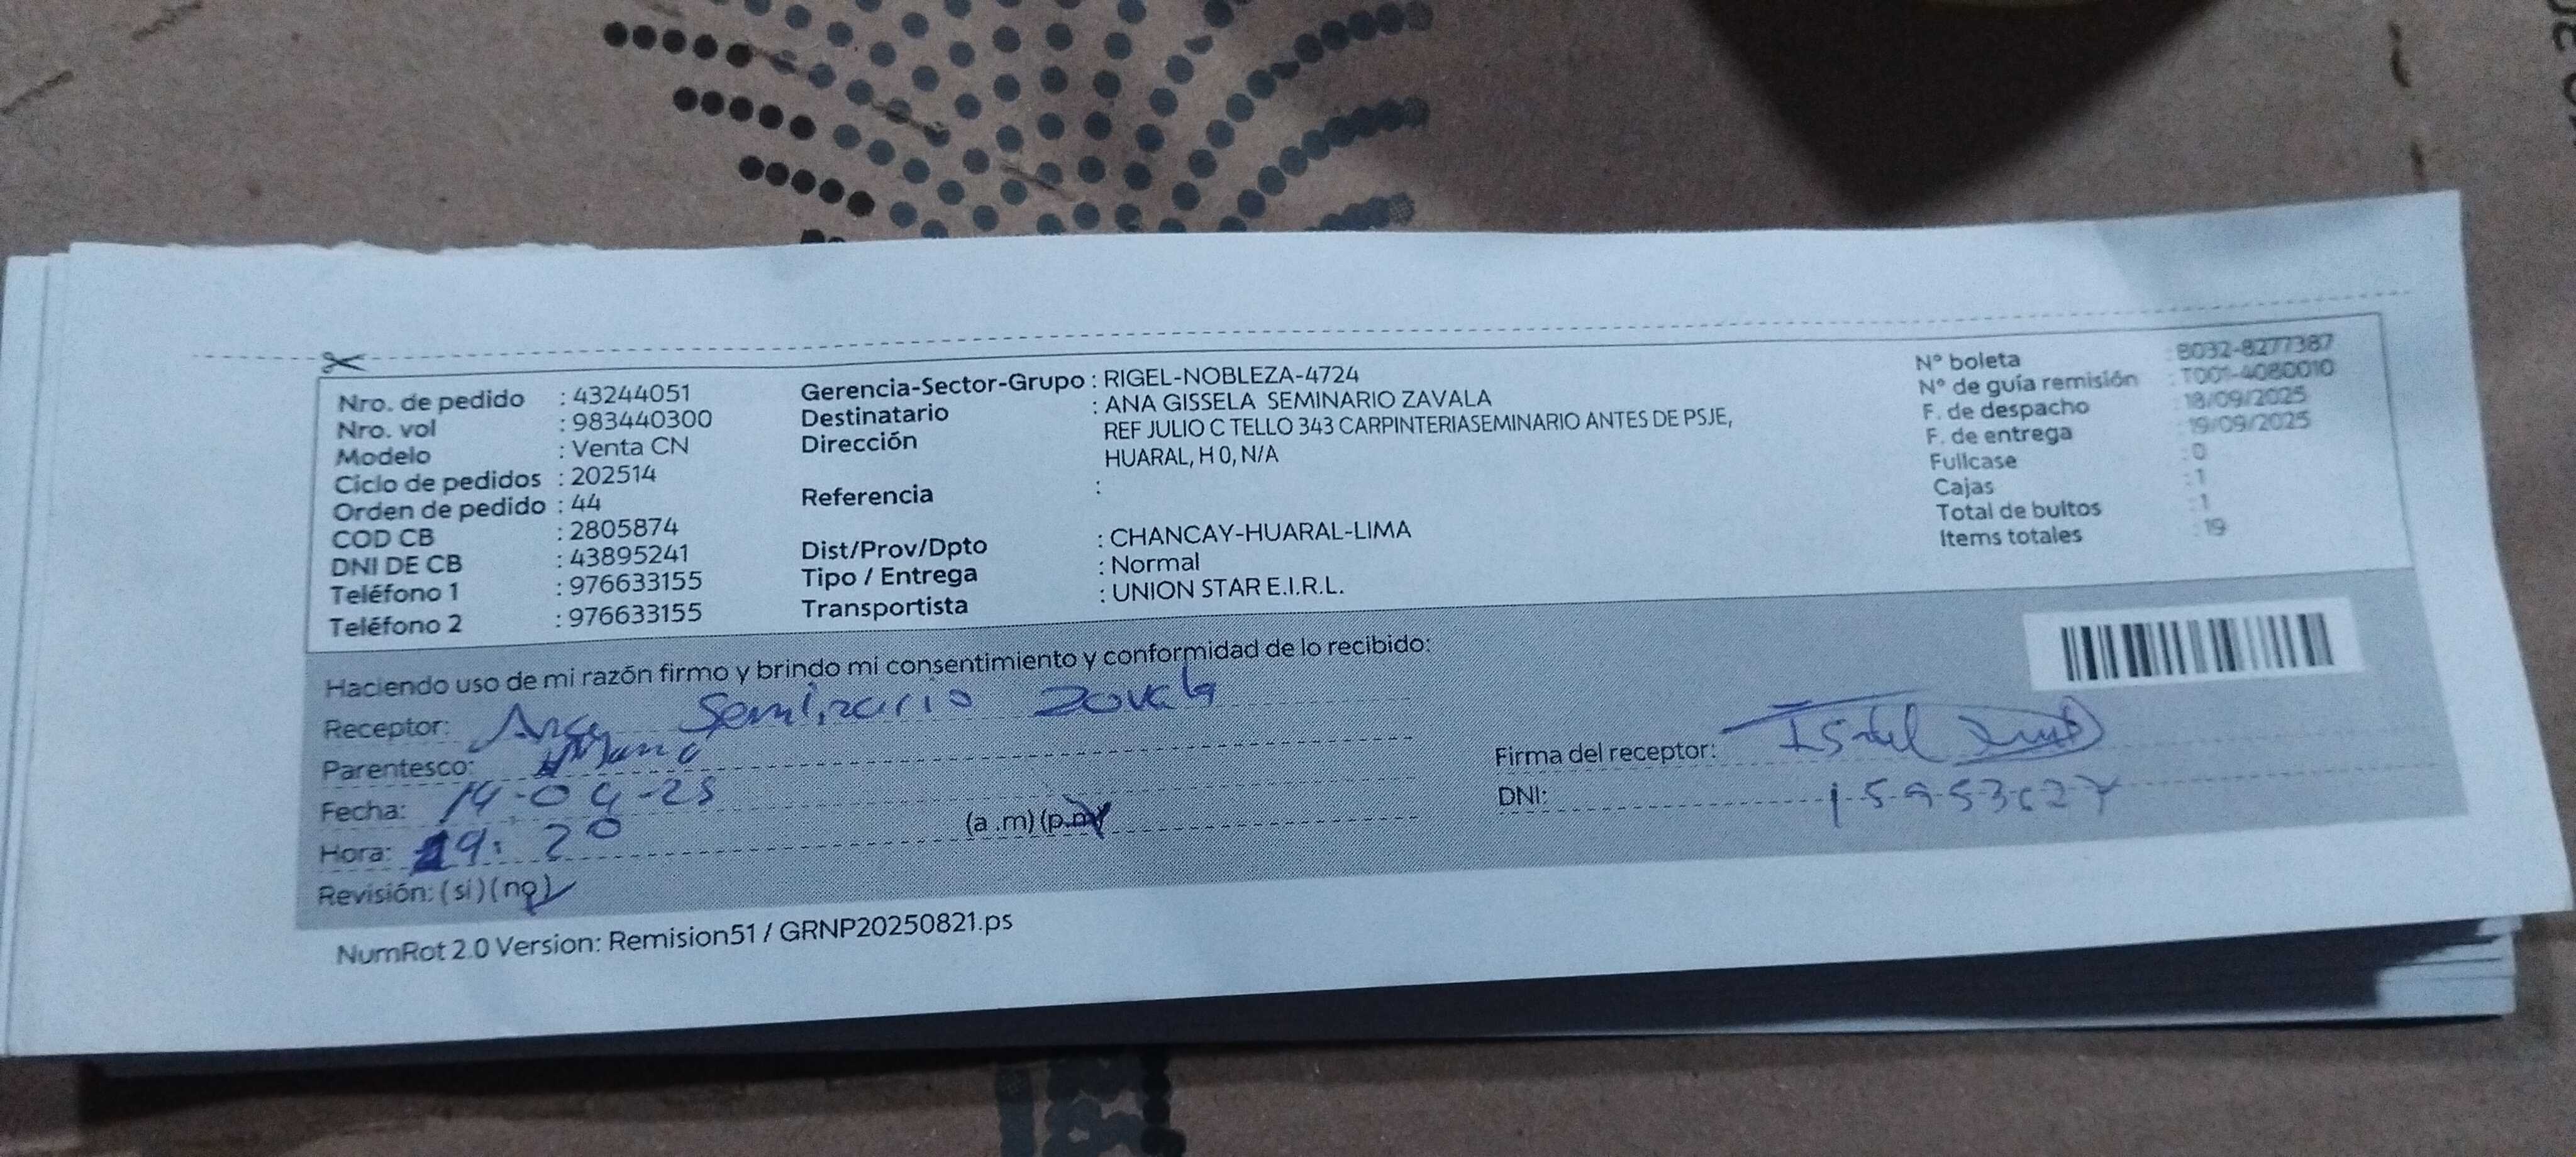 Nro. de pedido : 43244051
Nro. vol : 983440300
Modelo : Venta CN
Ciclo de pedidos : 202514
Orden de pedido : 44
COD CB : 2805874
DNI DE CB : 43895241
Teléfono 1 : 976633155
Teléfono 2 : 976633155
Gerencia-Sector-Grupo : RIGEL-NOBLEZA-4724
Destinatario : ANA GISSELA SEMINARIO ZAVALA
Dirección REF JULIO C TELLO 343 CARPINTERIASEMINARIO ANTES DE PSJE,
HUARAL, H 0, N/A
Referencia :
Dist/Prov/Dpto : CHANCAY-HUARAL-LIMA
Tipo / Entrega : Normal
Transportista : UNION STAR E.I.R.L.
N° boleta : B032-8277387
N° de guía remisión : T001-4080010
F. de despacho : 18/09/2025
F. de entrega : 19/09/2025
Fullcase : 0
Cajas : 1
Total de bultos : 1
Items totales : 19
Haciendo uso de mi razón firmo y brindo mi consentimiento y conformidad de lo recibido:
Receptor: Seminario Zavala
Parentesco:
Fecha: 19-09-25
Hora: 19:20 (a .m) (p.m)
Revisión: (si) (no)
Firma del receptor:
DNI:
NumRot 2.0 Version: Remision51 / GRNP20250821.ps